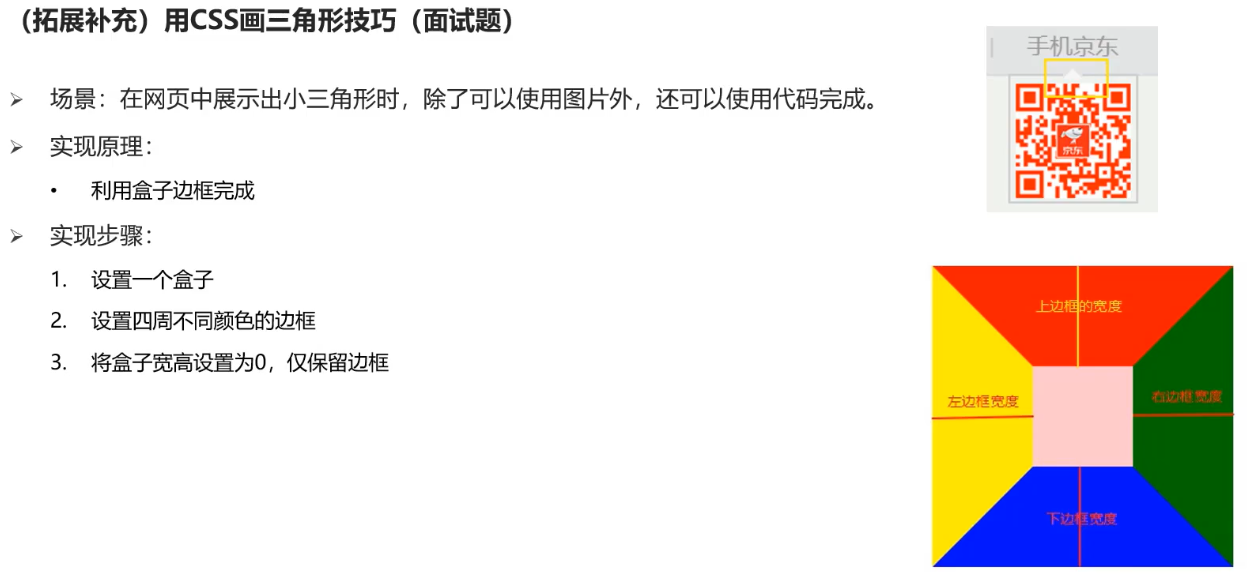 （拓展补充）用CSS画三角形技巧（面试题）
场景：在网页中展示出小三角形时，除了可以使用图片外，还可以使用代码完成。
实现原理：
• 利用盒子边框完成
实现步骤：
1. 设置一个盒子
2. 设置四周不同颜色的边框
3. 将盒子宽高设置为0，仅保留边框
手机京东
京东
上边框的宽度
左边框宽度
右边框宽度
下边框宽度